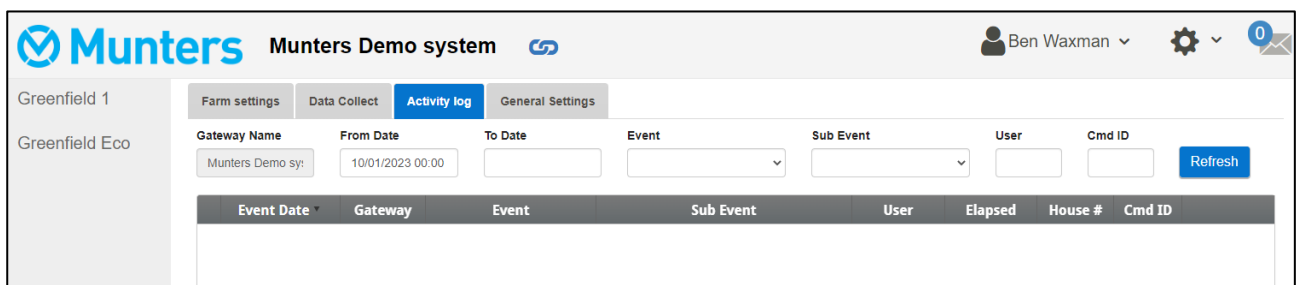 Munters Munters Demo system Ben Waxman 0
Greenfield 1
Greenfield Eco
Farm settings Data Collect Activity log General Settings
Gateway Name From Date To Date Event Sub Event User Cmd ID
Munters Demo sy 10/01/2023 00:00 Refresh
Event Date Gateway Event Sub Event User Elapsed House # Cmd ID